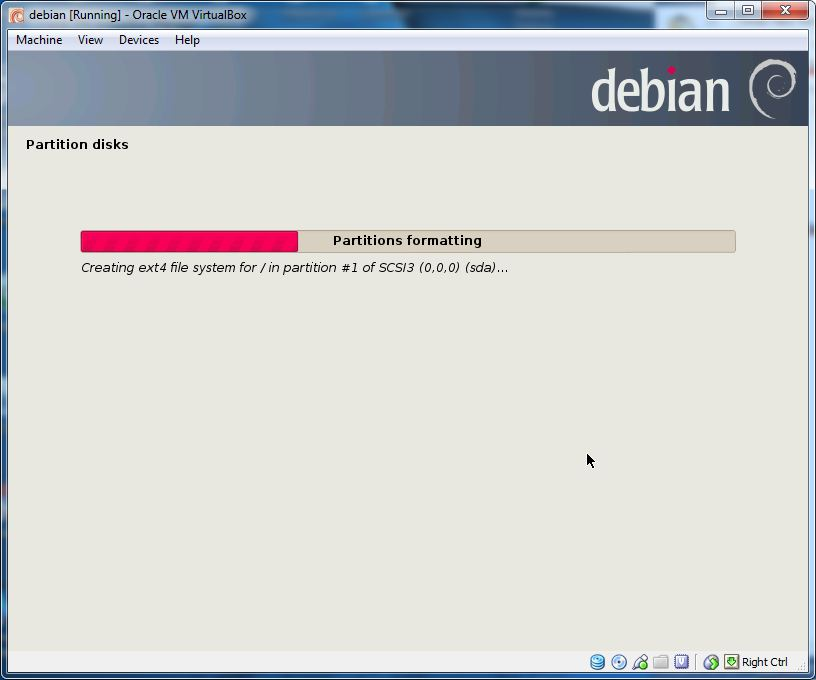 debian [Running] - Oracle VM VirtualBox
Machine View Devices Help
debian
Partition disks
Partitions formatting
Creating ext4 file system for / in partition #1 of SCSI3 (0,0,0) (sda)...
Right Ctrl